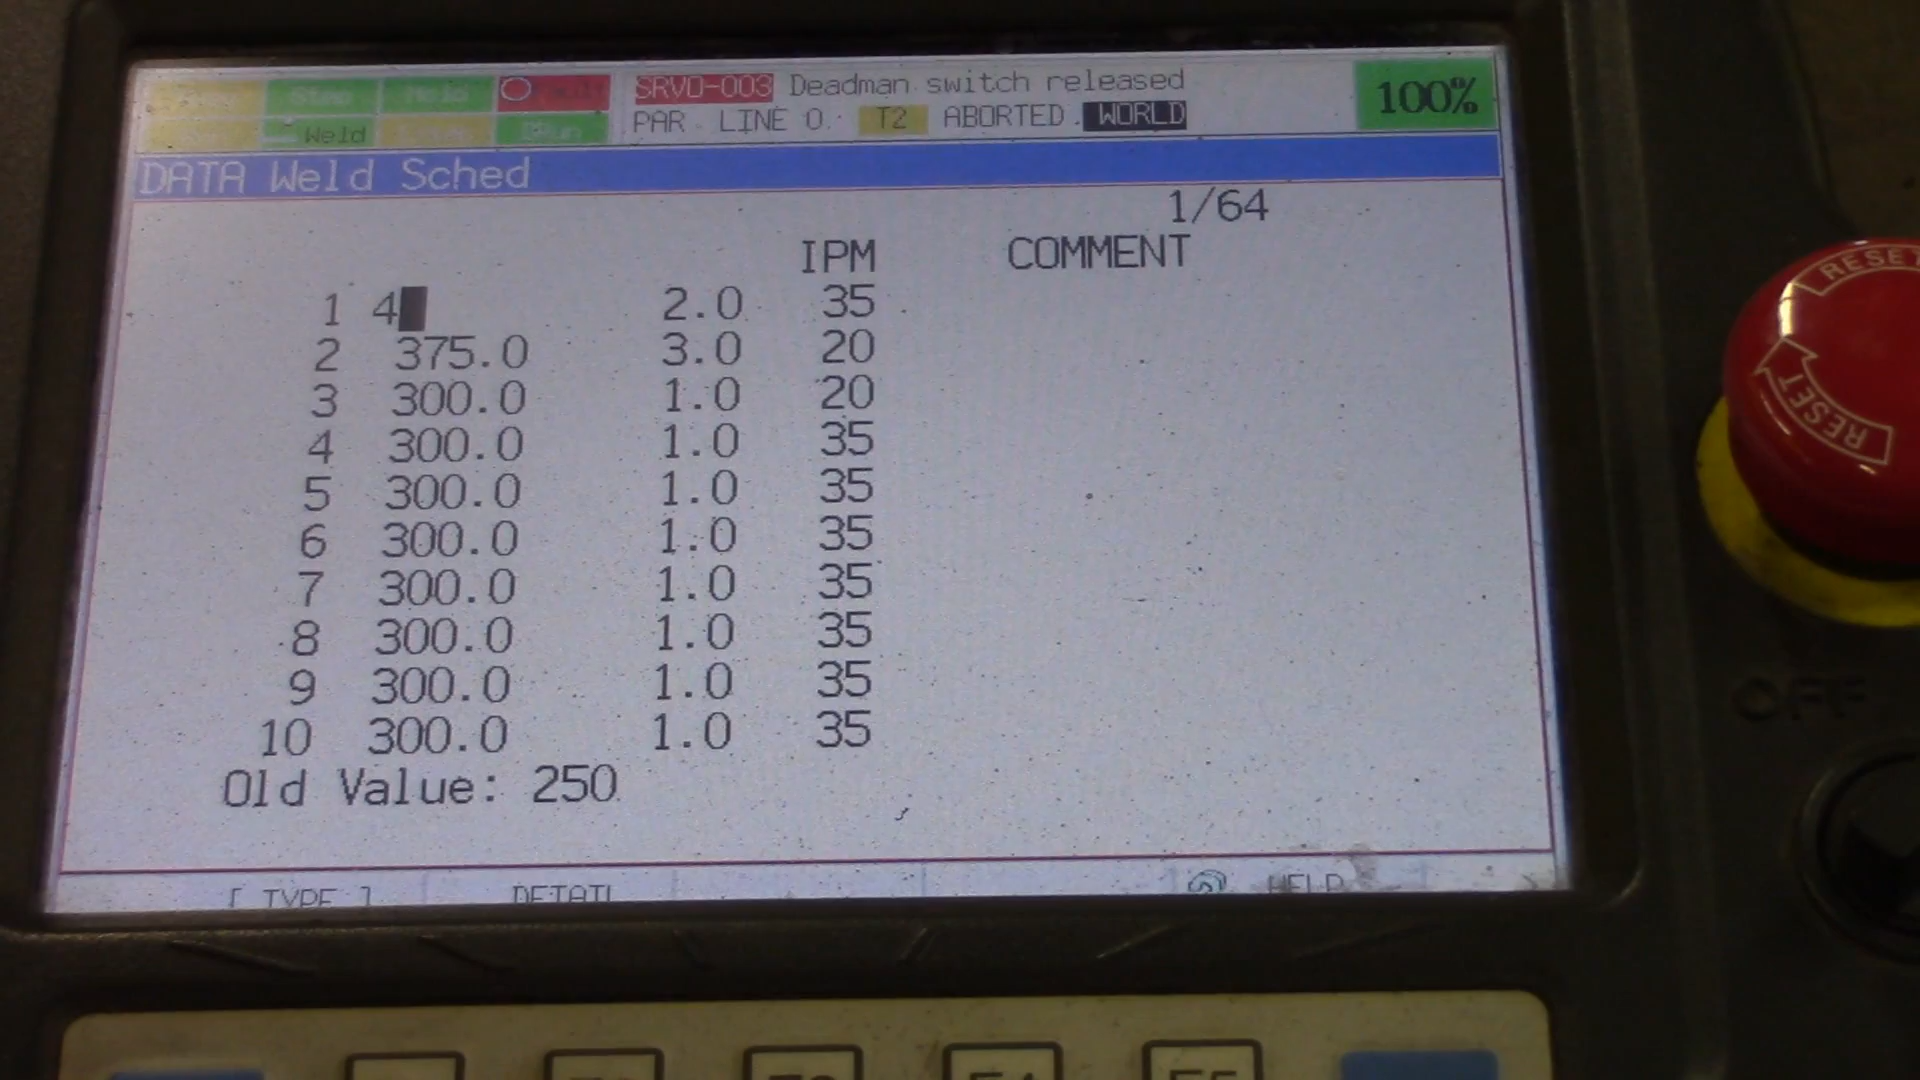 Step Hold Fault
SRVO-003 Deadman switch released
Weld Run
PAR LINE 0 T2 ABORTED WORLD
100%
DATA Weld Sched
1/64
IPM COMMENT
1 4 2.0 35
2 375.0 3.0 20
3 300.0 1.0 20
4 300.0 1.0 35
5 300.0 1.0 35
6 300.0 1.0 35
7 300.0 1.0 35
8 300.0 1.0 35
9 300.0 1.0 35
10 300.0 1.0 35
Old Value: 250
[ TYPE ] DETAIL HELP
RESET
RESET
OFF